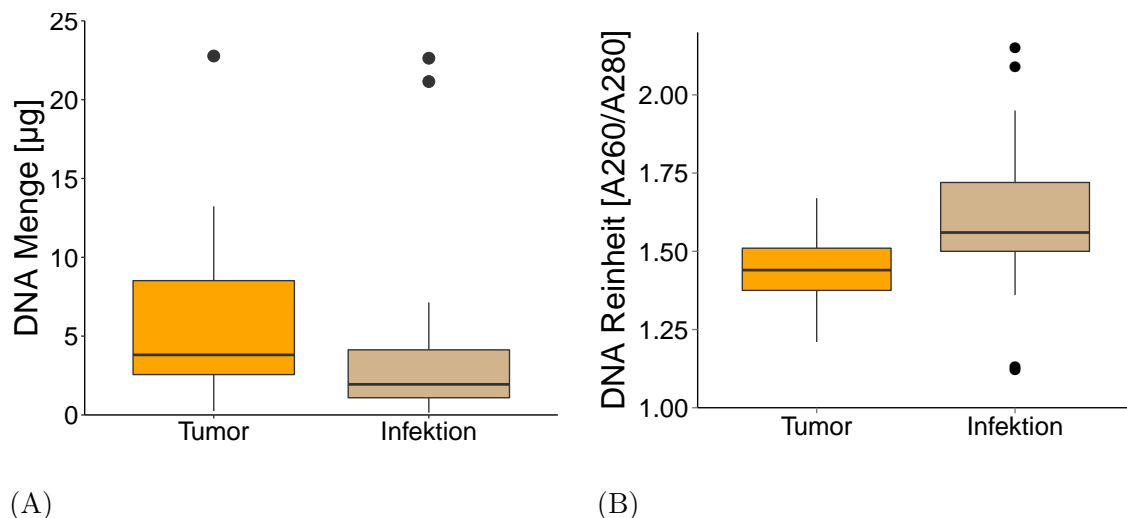 DNA Menge [µg]
25
20
15
10
5
0
Tumor Infektion
(A)
DNA Reinheit [A260/A280]
2.00
1.75
1.50
1.25
1.00
Tumor Infektion
(B)